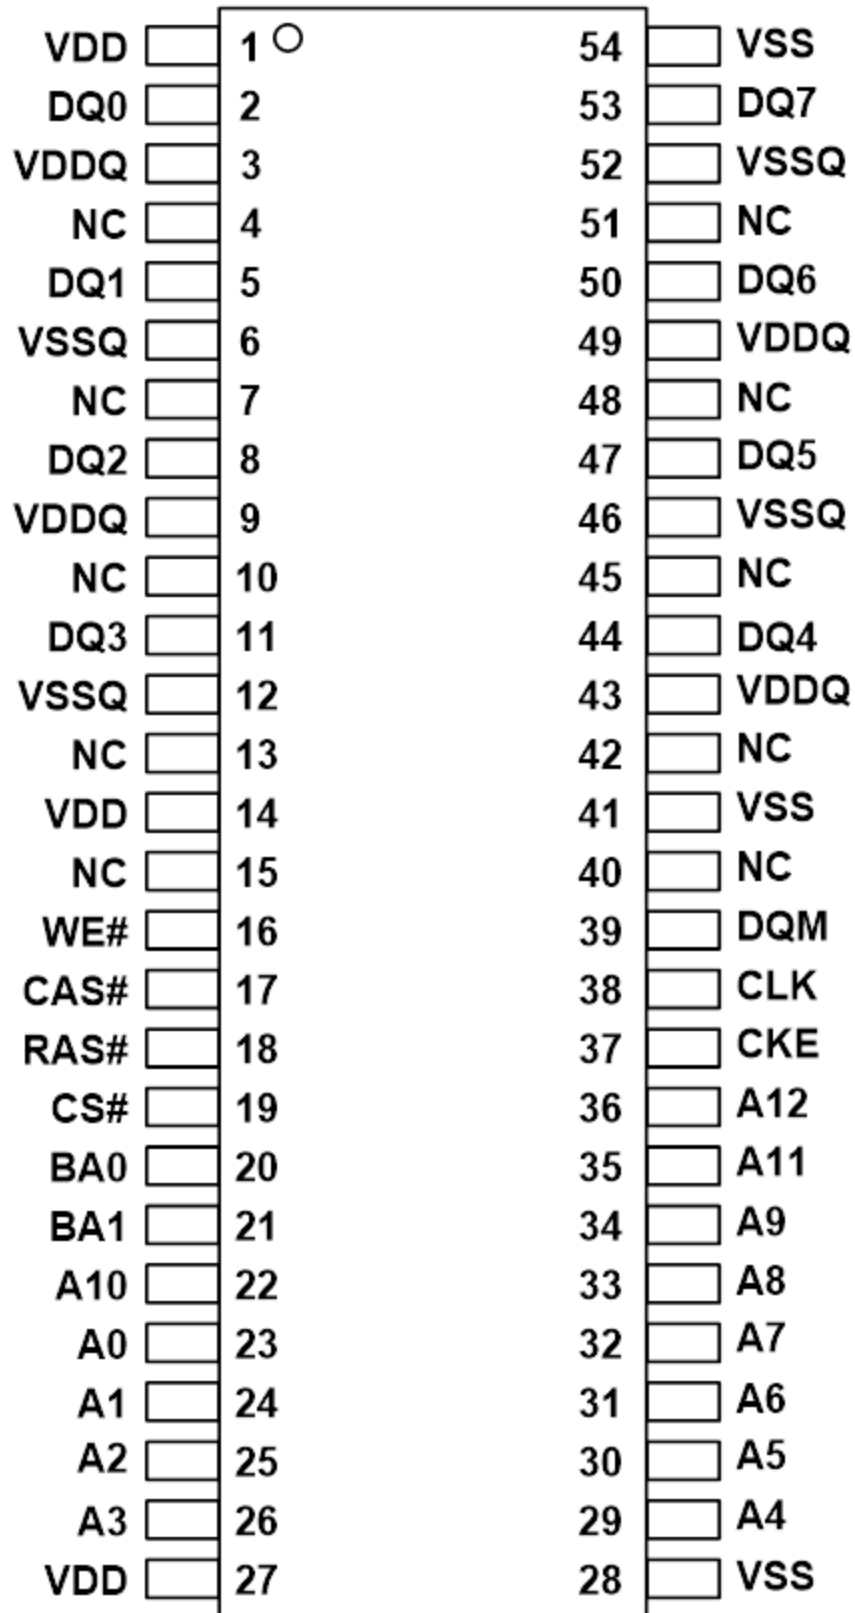 VDD 1 54 VSS
DQ0 2 53 DQ7
VDDQ 3 52 VSSQ
NC 4 51 NC
DQ1 5 50 DQ6
VSSQ 6 49 VDDQ
NC 7 48 NC
DQ2 8 47 DQ5
VDDQ 9 46 VSSQ
NC 10 45 NC
DQ3 11 44 DQ4
VSSQ 12 43 VDDQ
NC 13 42 NC
VDD 14 41 VSS
NC 15 40 NC
WE# 16 39 DQM
CAS# 17 38 CLK
RAS# 18 37 CKE
CS# 19 36 A12
BA0 20 35 A11
BA1 21 34 A9
A10 22 33 A8
A0 23 32 A7
A1 24 31 A6
A2 25 30 A5
A3 26 29 A4
VDD 27 28 VSS